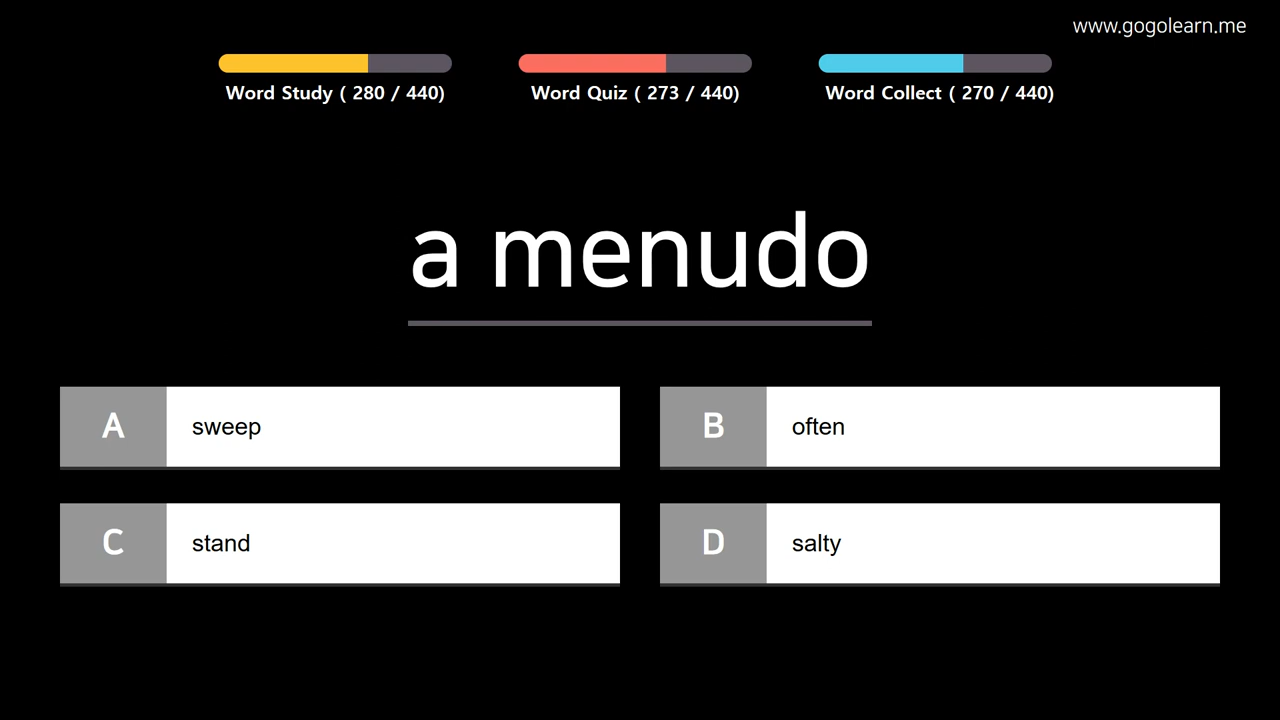 www.gogolearn.me
Word Study ( 280 / 440)
Word Quiz ( 273 / 440)
Word Collect ( 270 / 440)
a menudo
A sweep
B often
C stand
D salty